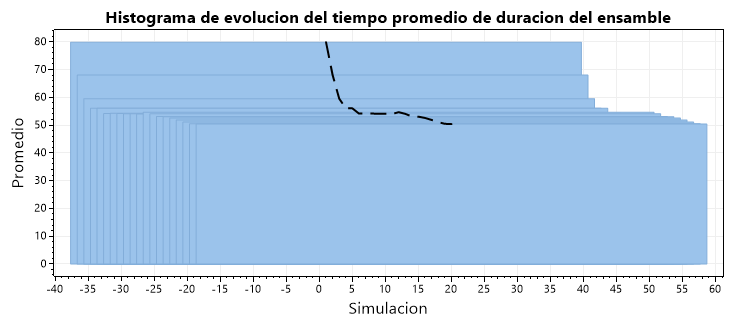 Histograma de evolucion del tiempo promedio de duracion del ensamble
80
70
60
50
40
30
20
10
0
Promedio
-40 -35 -30 -25 -20 -15 -10 -5 0 5 10 15 20 25 30 35 40 45 50 55 60
Simulacion